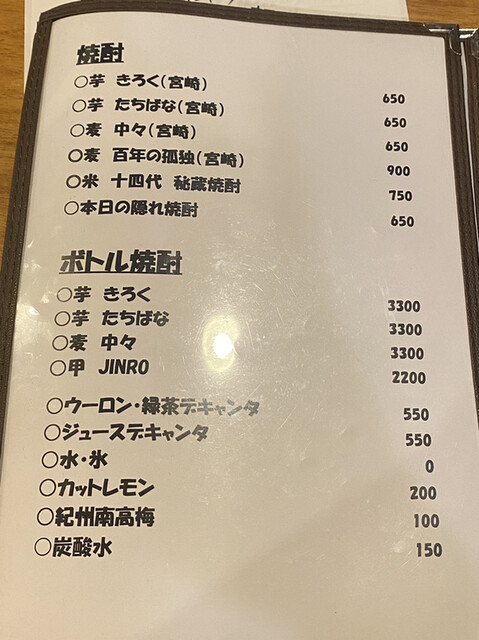 焼酎
○芋 きろく(宮崎) 650
○芋 たちばな(宮崎) 650
○麦 中々(宮崎) 650
○麦 百年の孤独(宮崎) 900
○米 十四代 秘蔵焼酎 750
○本日の隠れ焼酎 650
ボトル焼酎
○芋 きろく 3300
○芋 たちばな 3300
○麦 中々 3300
○甲 JINRO 2200
○ウーロン・緑茶デキャンタ 550
○ジュースデキャンタ 550
○水・氷 0
○カットレモン 200
○紀州南高梅 100
○炭酸水 150